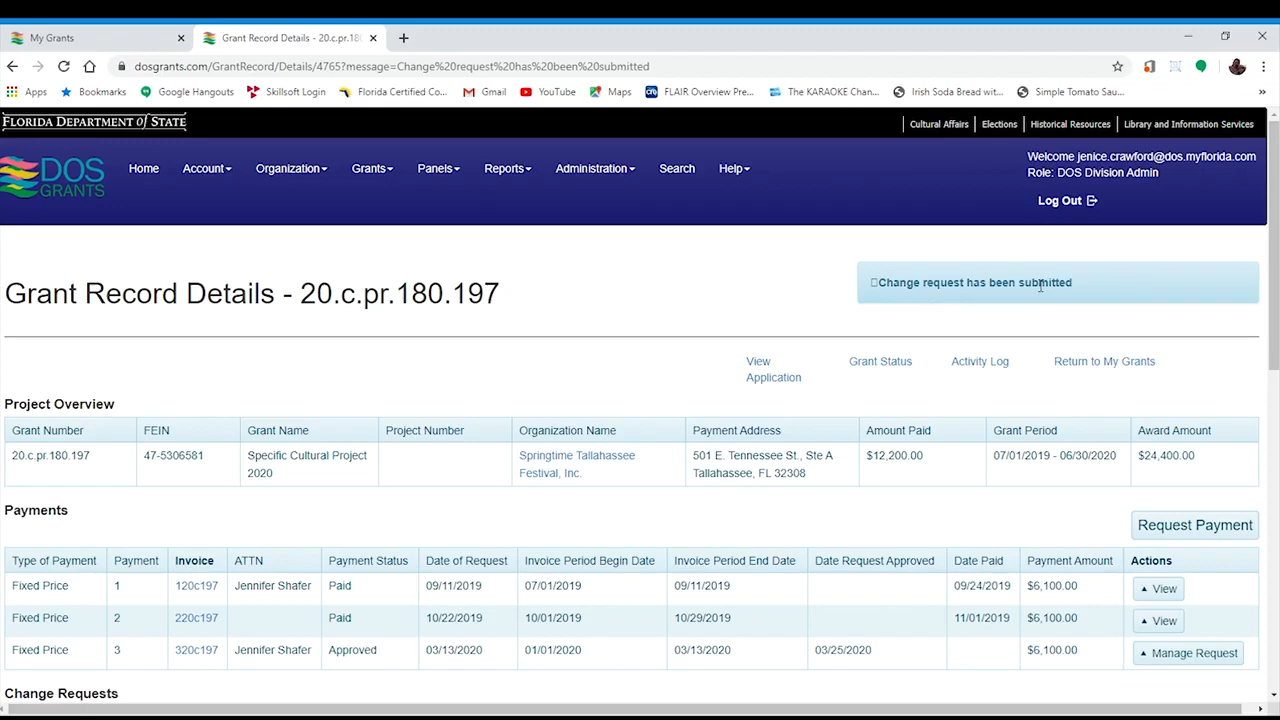 My Grants
Grant Record Details - 20.c.pr.18
dosgrants.com/GrantRecord/Details/4765?message=Change%20request%20has%20been%20submitted
Apps Bookmarks Google Hangouts Skillsoft Login Florida Certified Co... Gmail YouTube Maps FLAIR Overview Pre... The KARAOKE Chan... Irish Soda Bread wit... Simple Tomato Sau... »
FLORIDA DEPARTMENT of STATE
Cultural Affairs Elections Historical Resources Library and Information Services
DOS GRANTS
Home Account Organization Grants Panels Reports Administration Search Help
Welcome jenice.crawford@dos.myflorida.com
Role: DOS Division Admin
Log Out
Grant Record Details - 20.c.pr.180.197
Change request has been submitted
View Application Grant Status Activity Log Return to My Grants
Project Overview
Grant Number FEIN Grant Name Project Number Organization Name Payment Address Amount Paid Grant Period Award Amount
20.c.pr.180.197 47-5306581 Specific Cultural Project Springtime Tallahassee 501 E. Tennessee St., Ste A $12,200.00 07/01/2019 - 06/30/2020 $24,400.00
2020 Festival, Inc. Tallahassee, FL 32308
Payments
Request Payment
Type of Payment Payment Invoice ATTN Payment Status Date of Request Invoice Period Begin Date Invoice Period End Date Date Request Approved Date Paid Payment Amount Actions
Fixed Price 1 120c197 Jennifer Shafer Paid 09/11/2019 07/01/2019 09/11/2019 09/24/2019 $6,100.00 View
Fixed Price 2 220c197 Paid 10/22/2019 10/01/2019 10/29/2019 11/01/2019 $6,100.00 View
Fixed Price 3 320c197 Jennifer Shafer Approved 03/13/2020 01/01/2020 03/13/2020 03/25/2020 $6,100.00 Manage Request
Change Requests